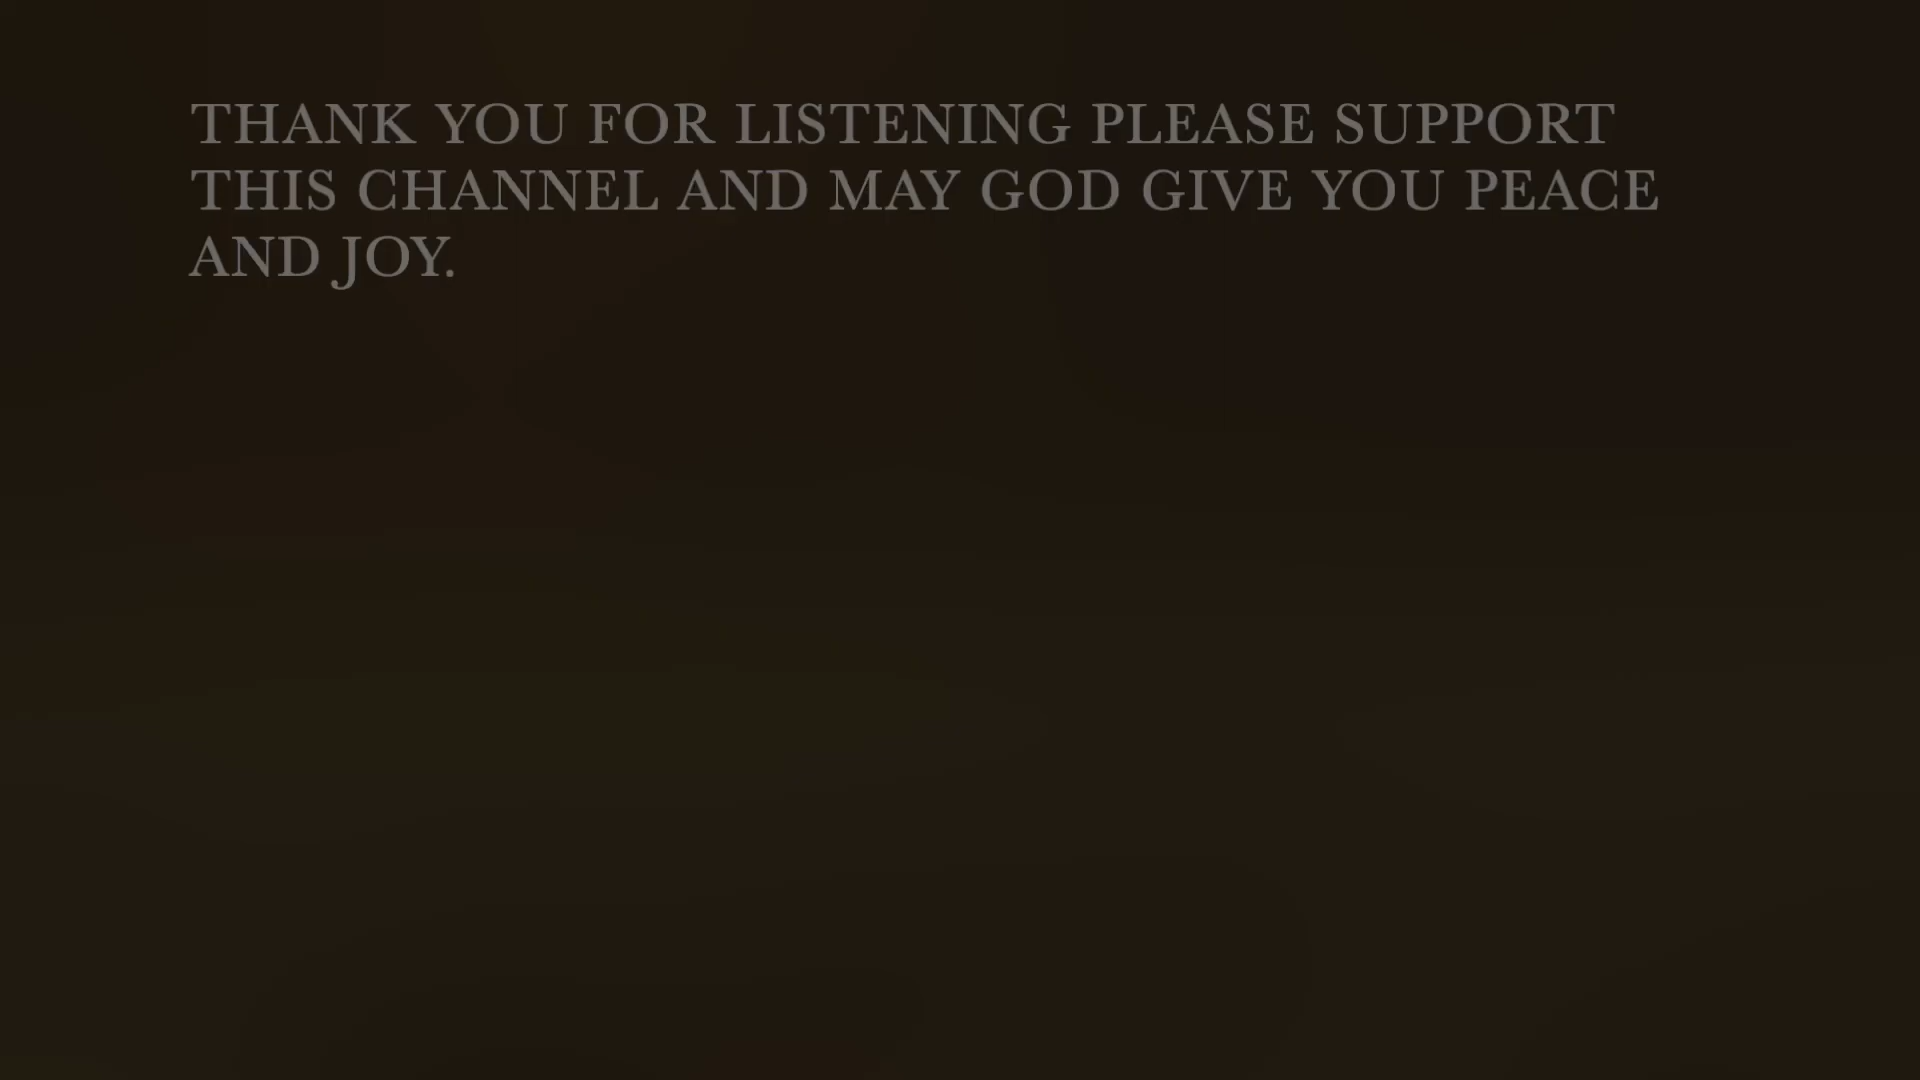 THANK YOU FOR LISTENING PLEASE SUPPORT
THIS CHANNEL AND MAY GOD GIVE YOU PEACE
AND JOY.